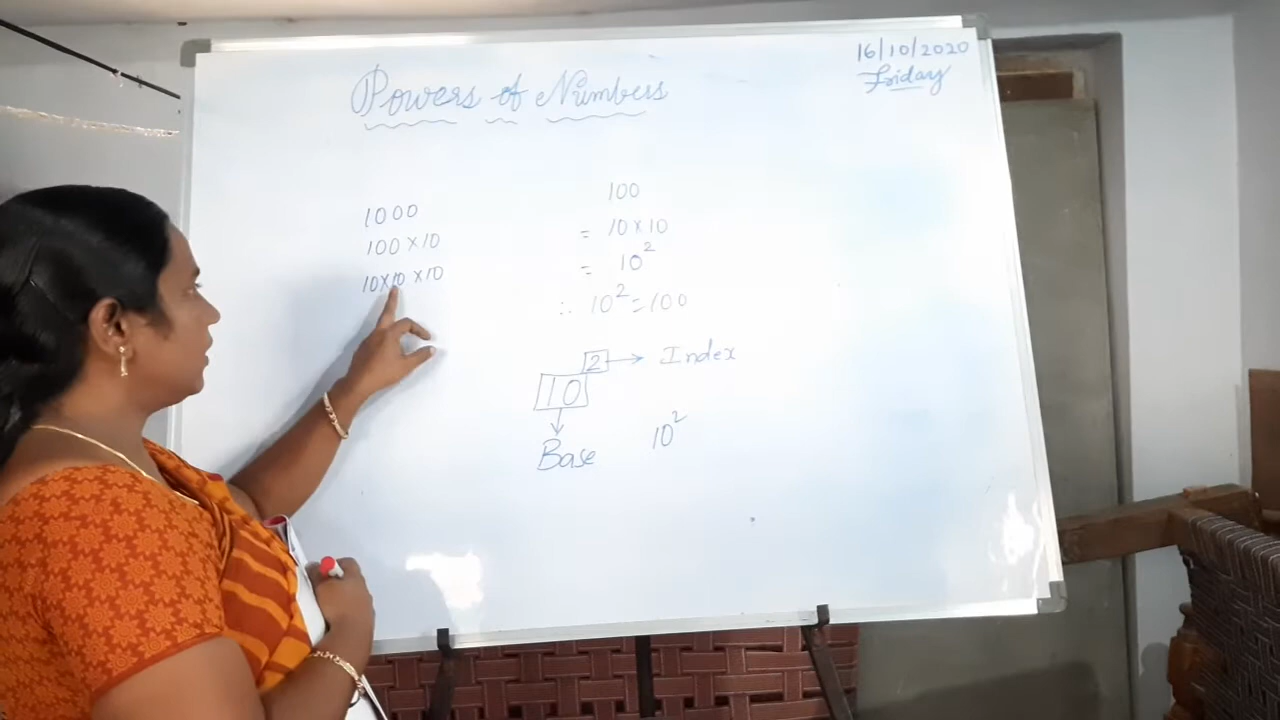 16/10/2020
Friday
Powers of Numbers
1000
100 × 10
10×10 ×10
100
= 10 × 10
= 10²
∴ 10² = 100
2 → Index
10
↓
Base
10²